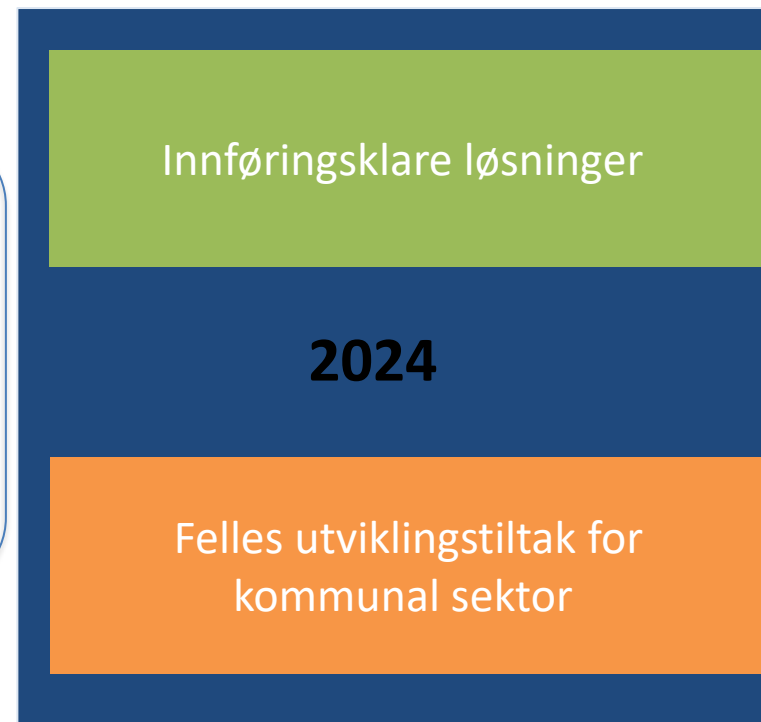 Innføringsklare løsninger
2024
Felles utviklingstiltak for
kommunal sektor